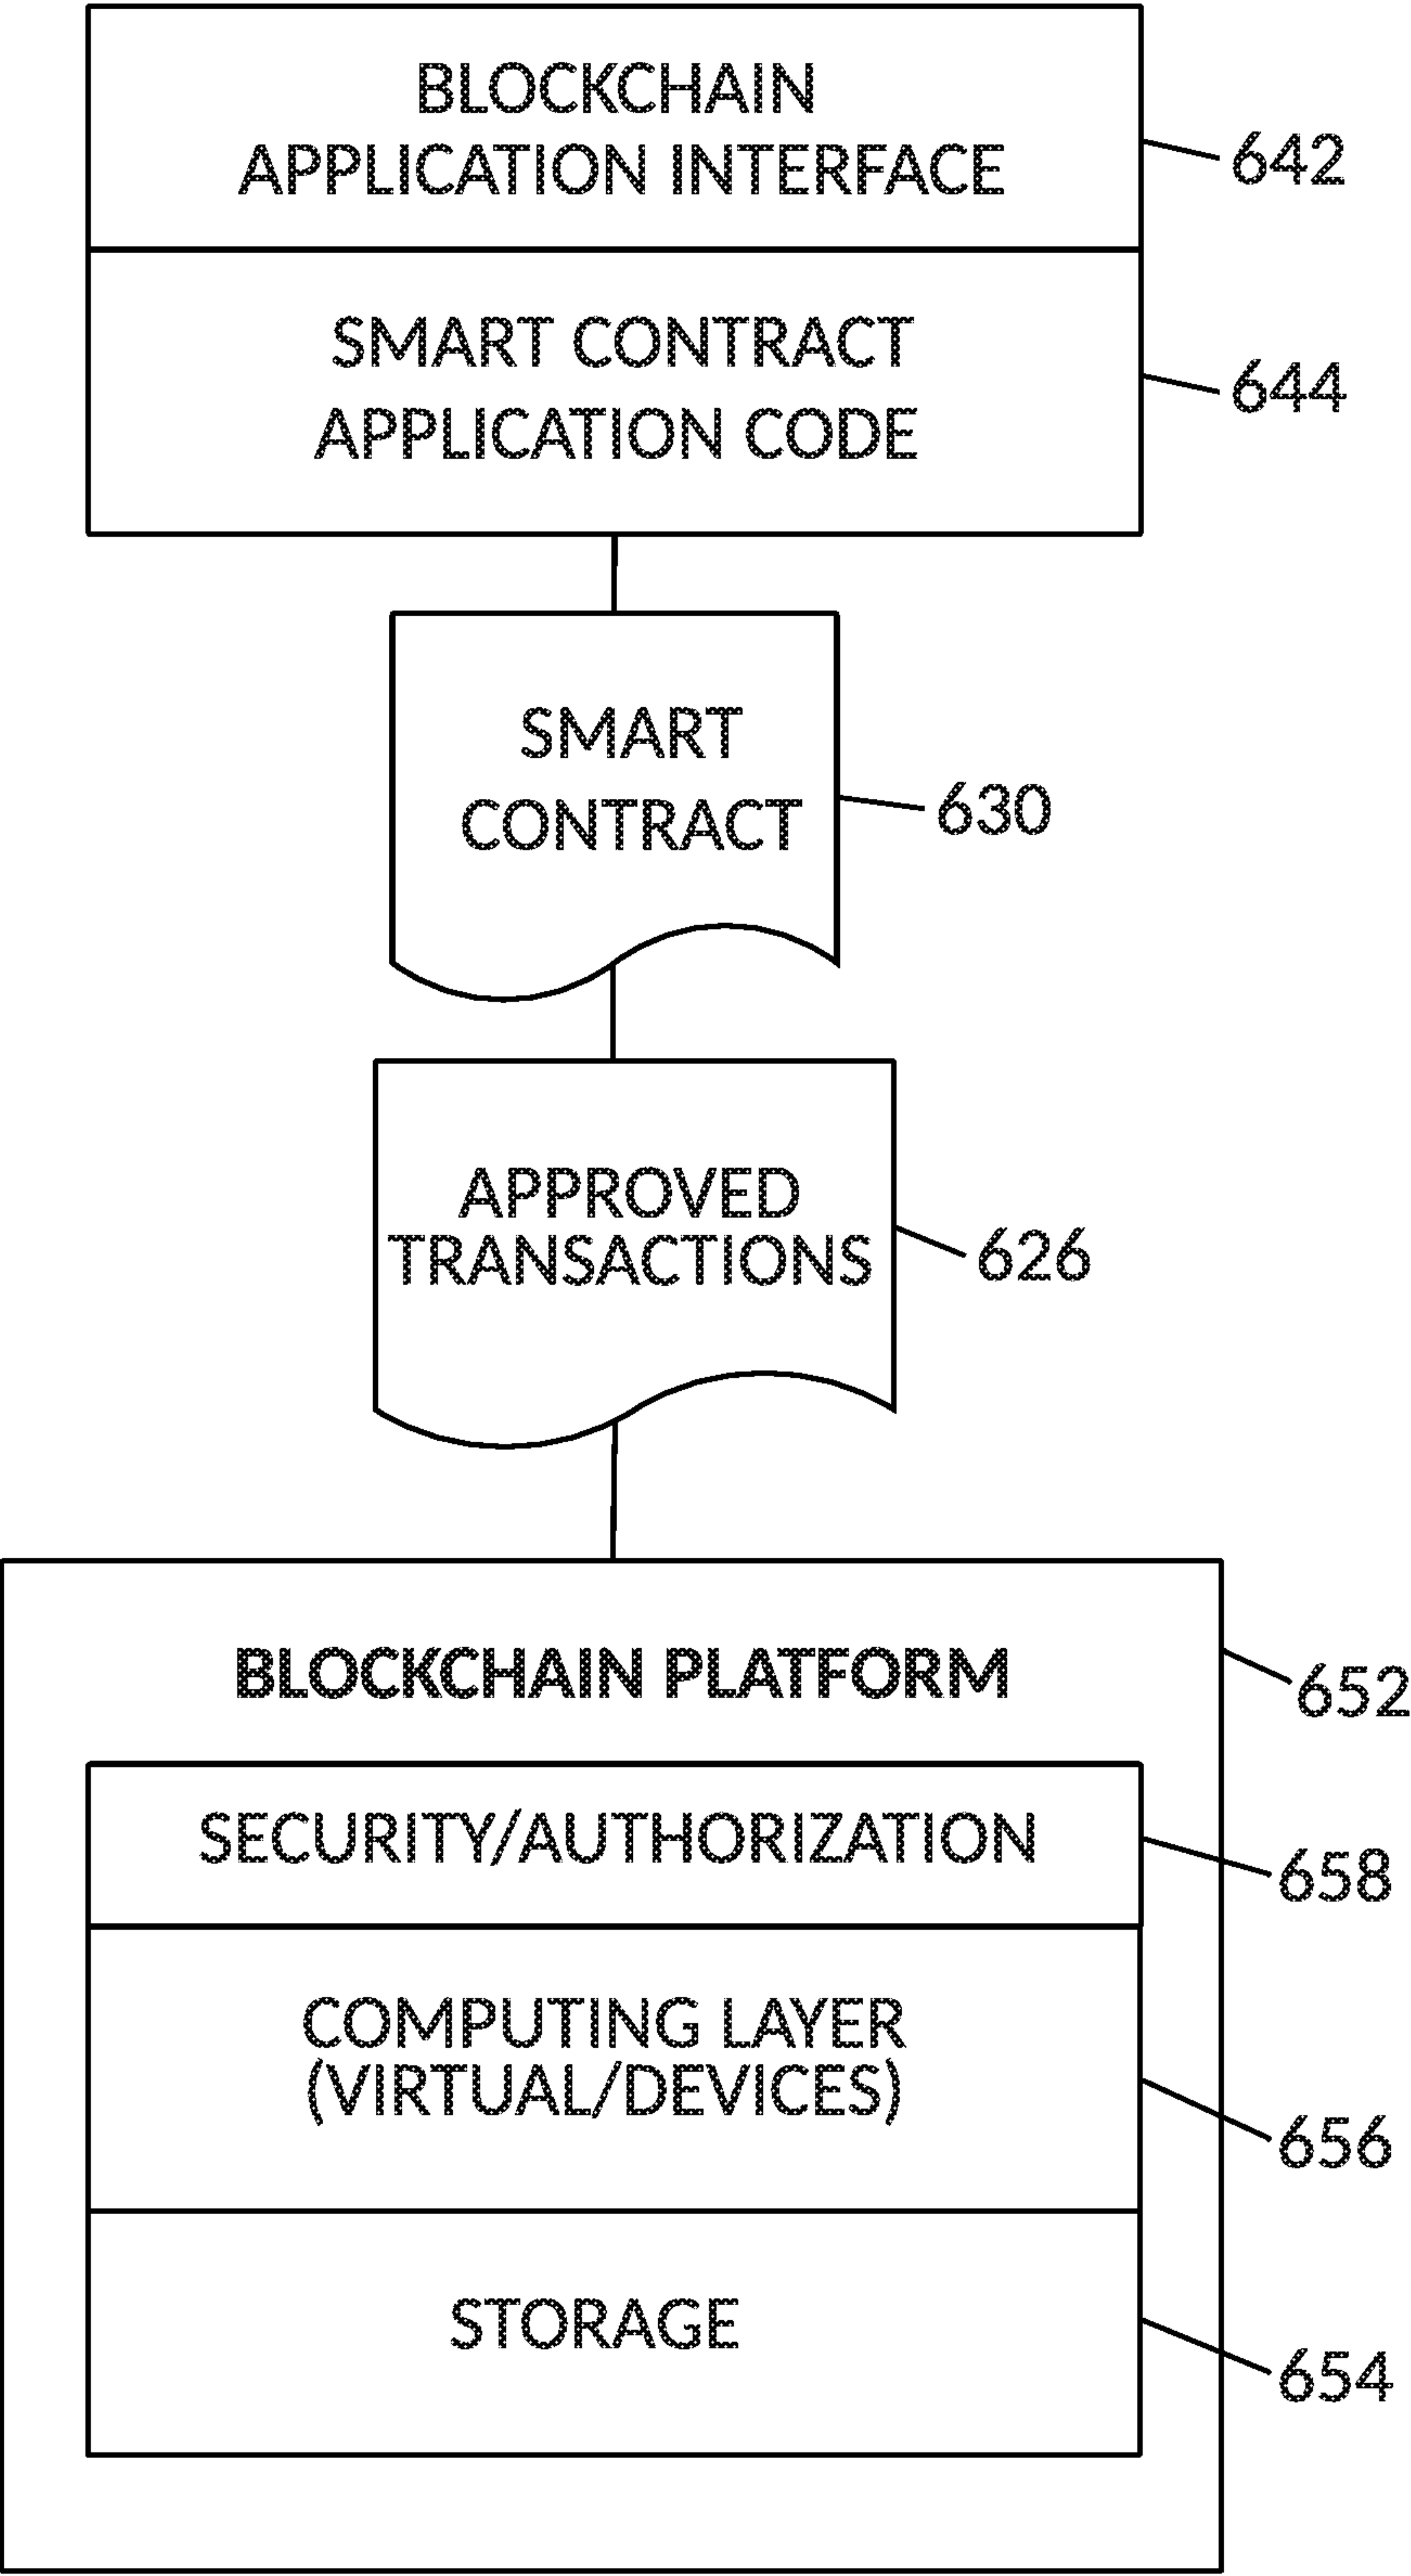 BLOCKCHAIN
APPLICATION INTERFACE
642
SMART CONTRACT
APPLICATION CODE
644
SMART
CONTRACT
630
APPROVED
TRANSACTIONS
626
BLOCKCHAIN PLATFORM
652
SECURITY/AUTHORIZATION
658
COMPUTING LAYER
(VIRTUAL/DEVICES)
656
STORAGE
654